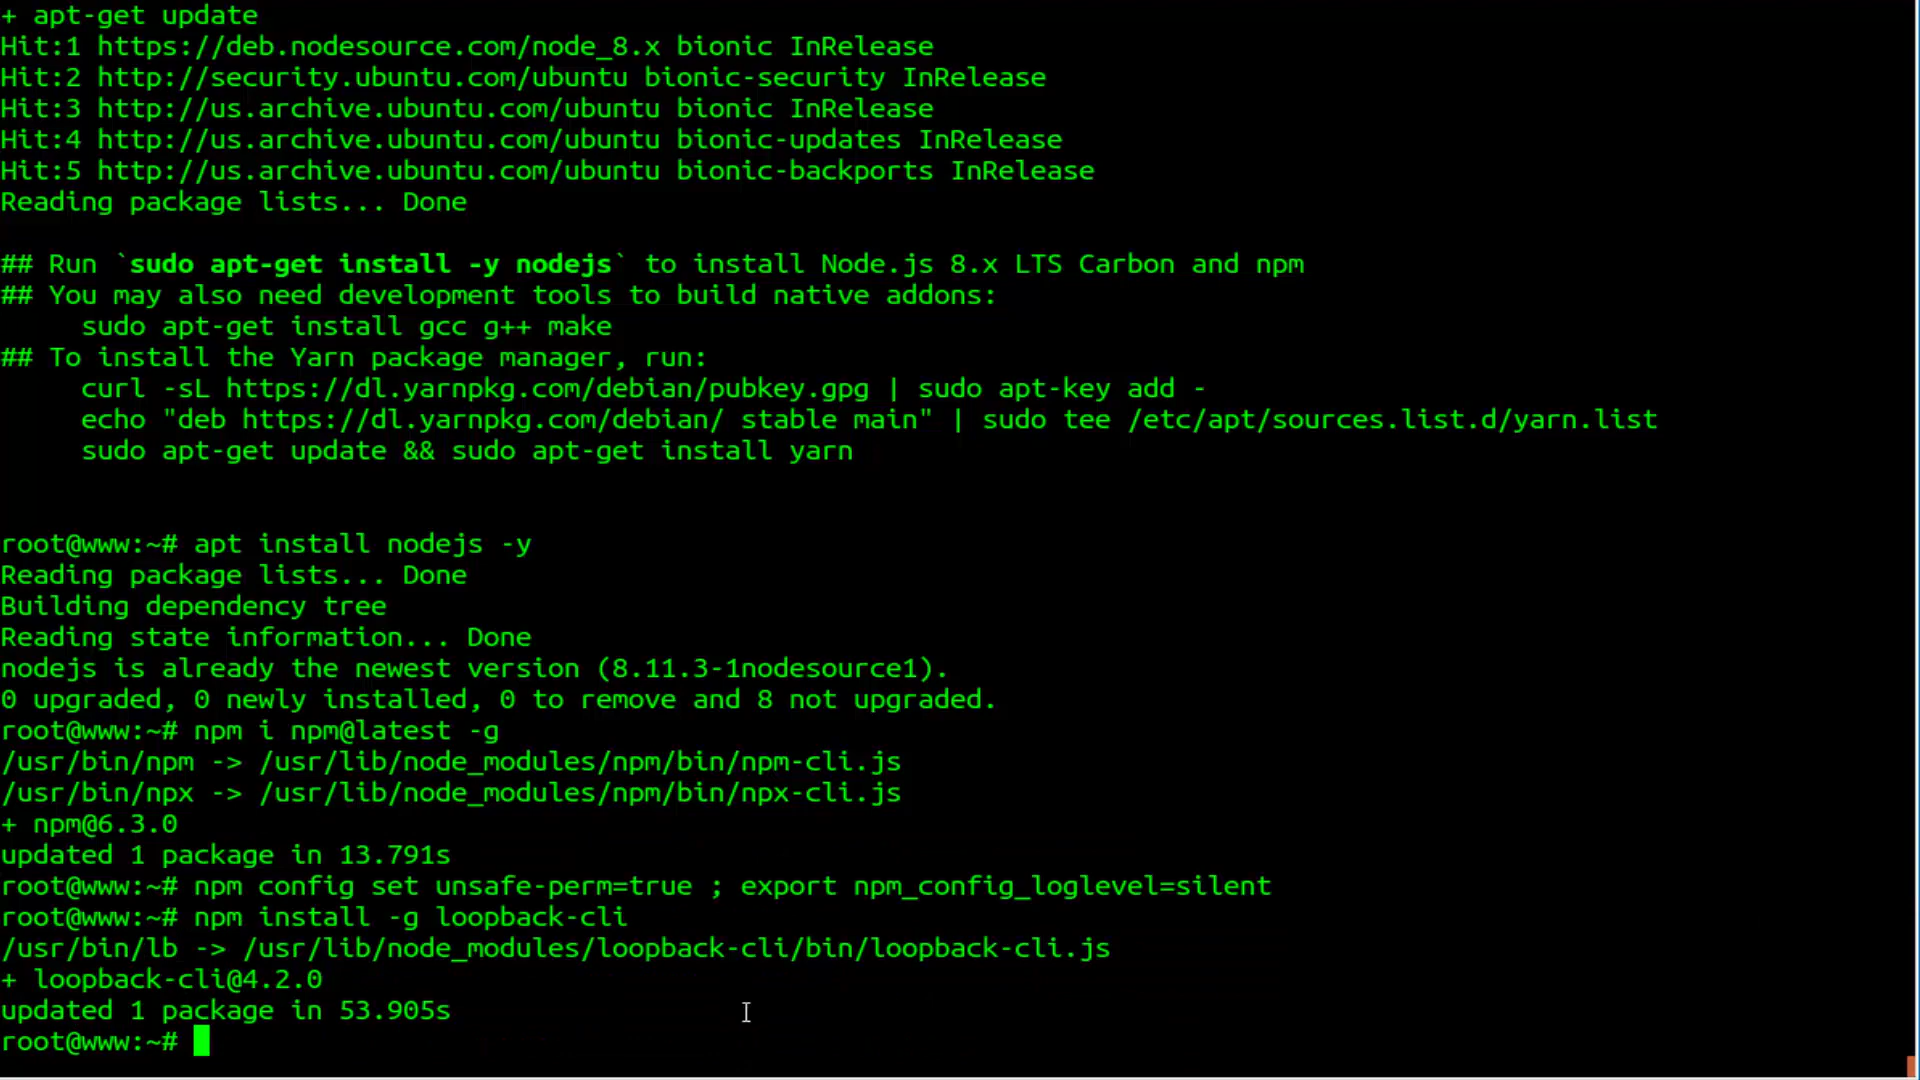 + apt-get update
Hit:1 https://deb.nodesource.com/node_8.x bionic InRelease
Hit:2 http://security.ubuntu.com/ubuntu bionic-security InRelease
Hit:3 http://us.archive.ubuntu.com/ubuntu bionic InRelease
Hit:4 http://us.archive.ubuntu.com/ubuntu bionic-updates InRelease
Hit:5 http://us.archive.ubuntu.com/ubuntu bionic-backports InRelease
Reading package lists... Done
## Run `sudo apt-get install -y nodejs` to install Node.js 8.x LTS Carbon and npm
## You may also need development tools to build native addons:
     sudo apt-get install gcc g++ make
## To install the Yarn package manager, run:
     curl -sL https://dl.yarnpkg.com/debian/pubkey.gpg | sudo apt-key add -
     echo "deb https://dl.yarnpkg.com/debian/ stable main" | sudo tee /etc/apt/sources.list.d/yarn.list
     sudo apt-get update && sudo apt-get install yarn
root@www:~# apt install nodejs -y
Reading package lists... Done
Building dependency tree
Reading state information... Done
nodejs is already the newest version (8.11.3-1nodesource1).
0 upgraded, 0 newly installed, 0 to remove and 8 not upgraded.
root@www:~# npm i npm@latest -g
/usr/bin/npm -> /usr/lib/node_modules/npm/bin/npm-cli.js
/usr/bin/npx -> /usr/lib/node_modules/npm/bin/npx-cli.js
+ npm@6.3.0
updated 1 package in 13.791s
root@www:~# npm config set unsafe-perm=true ; export npm_config_loglevel=silent
root@www:~# npm install -g loopback-cli
/usr/bin/lb -> /usr/lib/node_modules/loopback-cli/bin/loopback-cli.js
+ loopback-cli@4.2.0
updated 1 package in 53.905s
root@www:~#